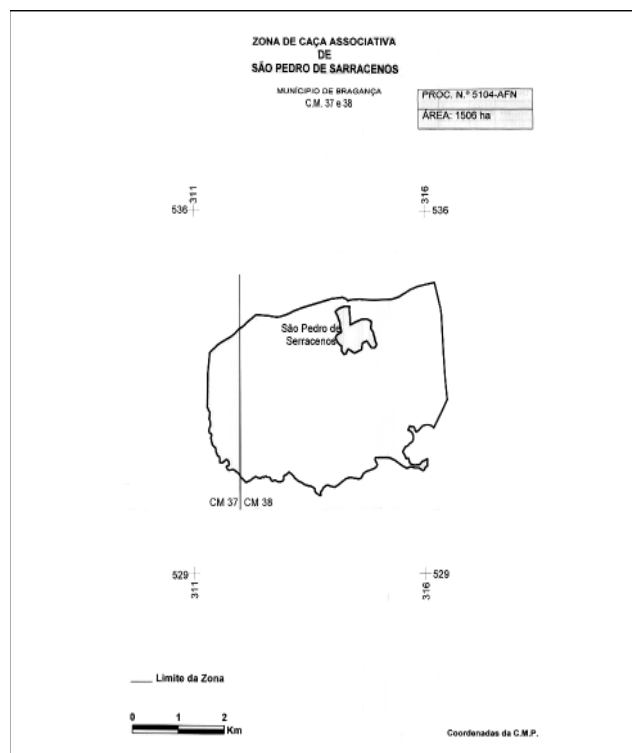 ZONA DE CAÇA ASSOCIATIVA
DE
SÃO PEDRO DE SARRACENOS
MUNÍCIPIO DE BRAGANÇA
C.M. 37 e 38
PROC. N.º 5104-AFN
ÁREA: 1506 ha
311
316
536
536
São Pedro de
Serracenos
CM 37
CM 38
529
529
311
316
Limite da Zona
0 1 2
Km
Coordenadas da C.M.P.